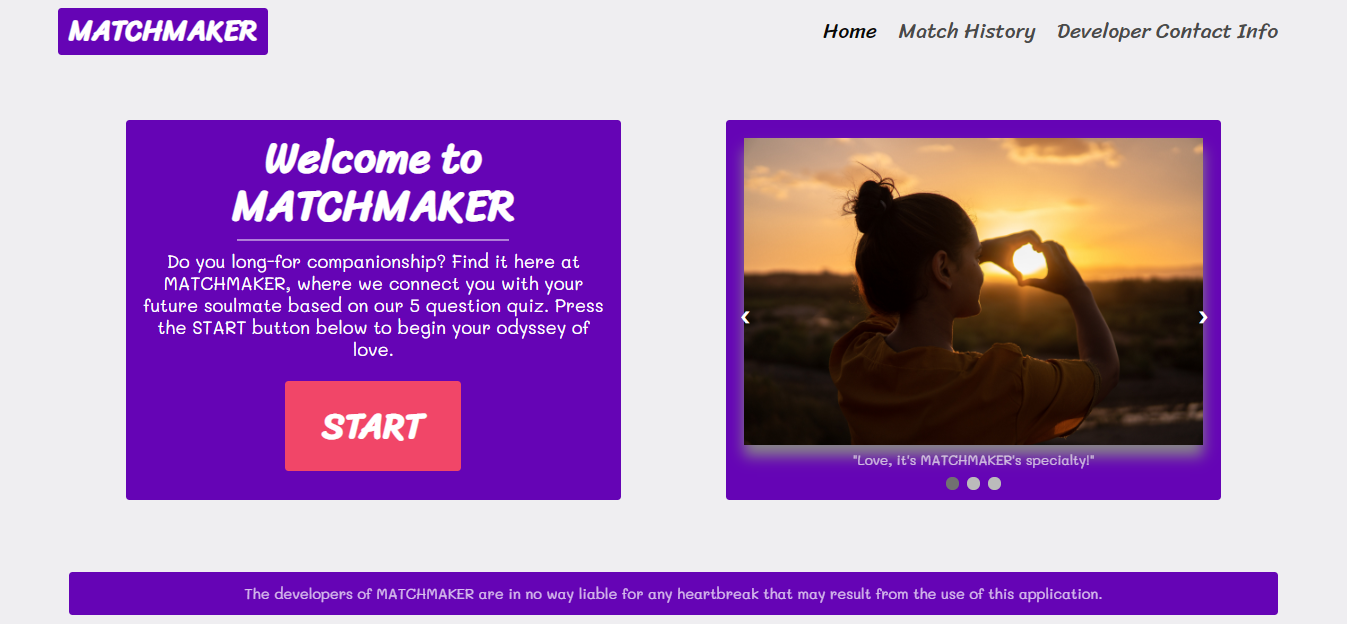 MATCHMAKER
Home Match History Developer Contact Info
Welcome to
MATCHMAKER
Do you long-for companionship? Find it here at
MATCHMAKER, where we connect you with your
future soulmate based on our 5 question quiz. Press
the START button below to begin your odyssey of
love.
START
‹ ›
"Love, it's MATCHMAKER's specialty!"
The developers of MATCHMAKER are in no way liable for any heartbreak that may result from the use of this application.